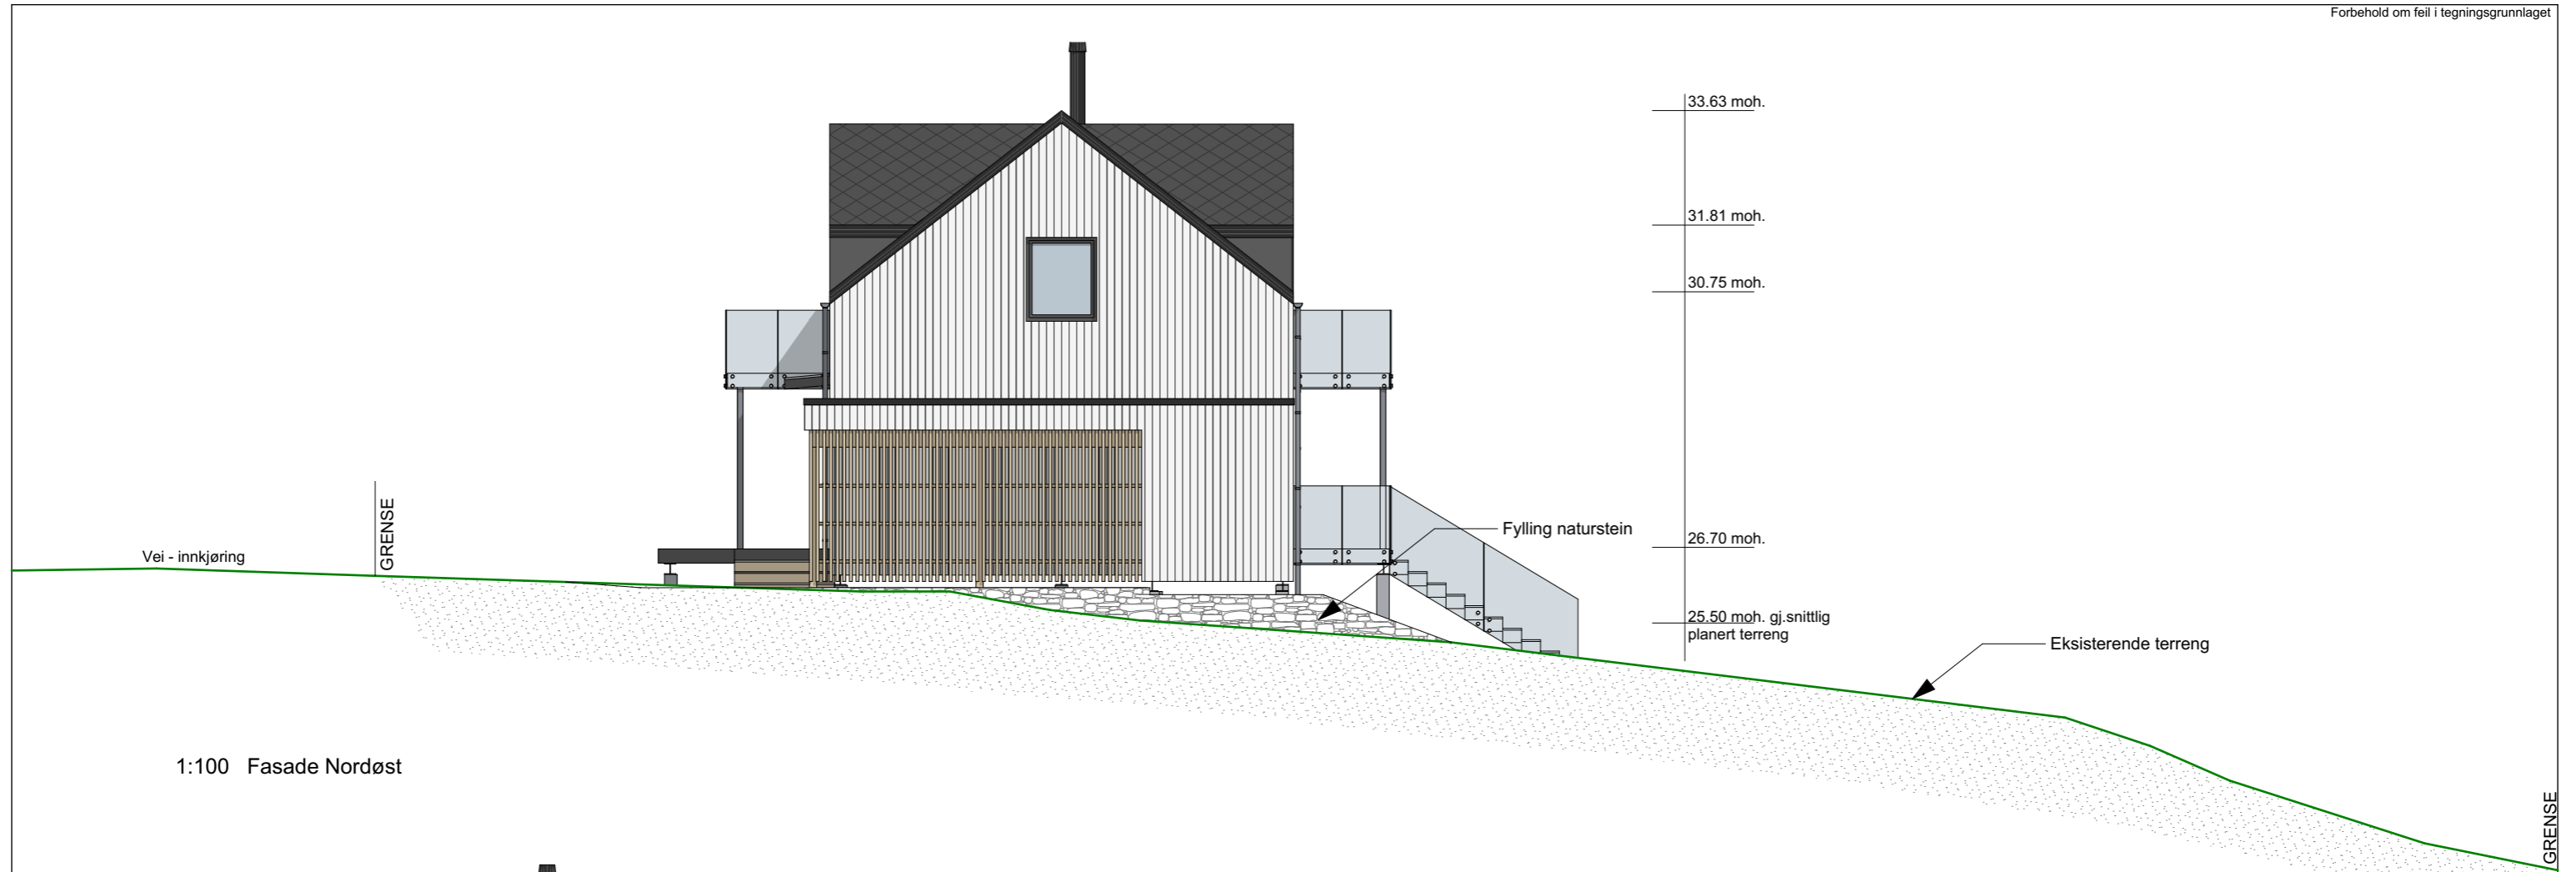 Forbehold om feil i tegningsgrunnlaget
33.63 moh.
31.81 moh.
30.75 moh.
GRENSE
Vei - innkjøring
Fylling naturstein
26.70 moh.
25.50 moh. gj.snittlig
planert terreng
Eksisterende terreng
1:100 Fasade Nordøst
GRENSE